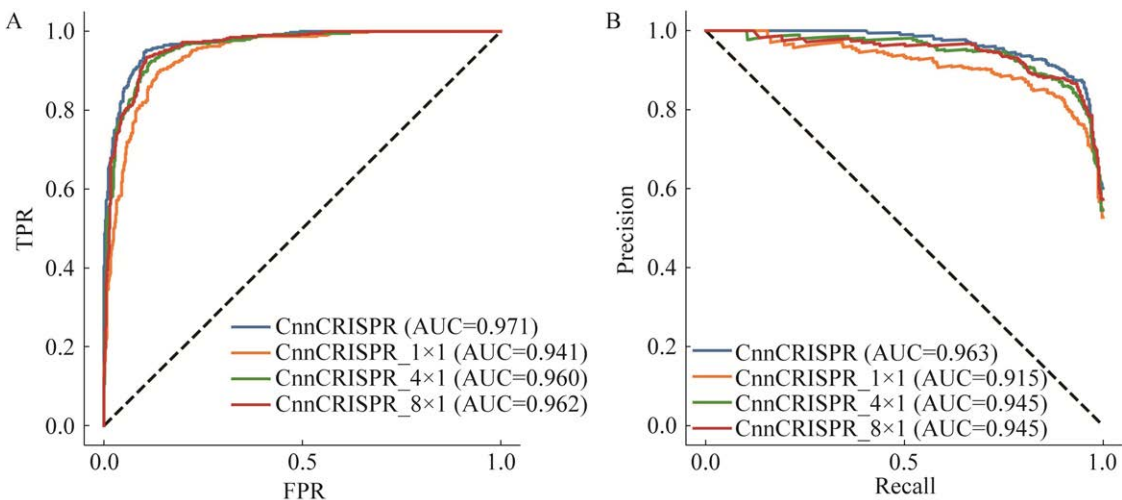 A
1.0
0.8
0.6
0.4
0.2
0.0
TPR
0.0
0.5
1.0
FPR
CnnCRISPR (AUC=0.971)
CnnCRISPR_1×1 (AUC=0.941)
CnnCRISPR_4×1 (AUC=0.960)
CnnCRISPR_8×1 (AUC=0.962)
B
1.0
0.8
0.6
0.4
0.2
0.0
Precision
0.0
0.5
1.0
Recall
CnnCRISPR (AUC=0.963)
CnnCRISPR_1×1 (AUC=0.915)
CnnCRISPR_4×1 (AUC=0.945)
CnnCRISPR_8×1 (AUC=0.945)